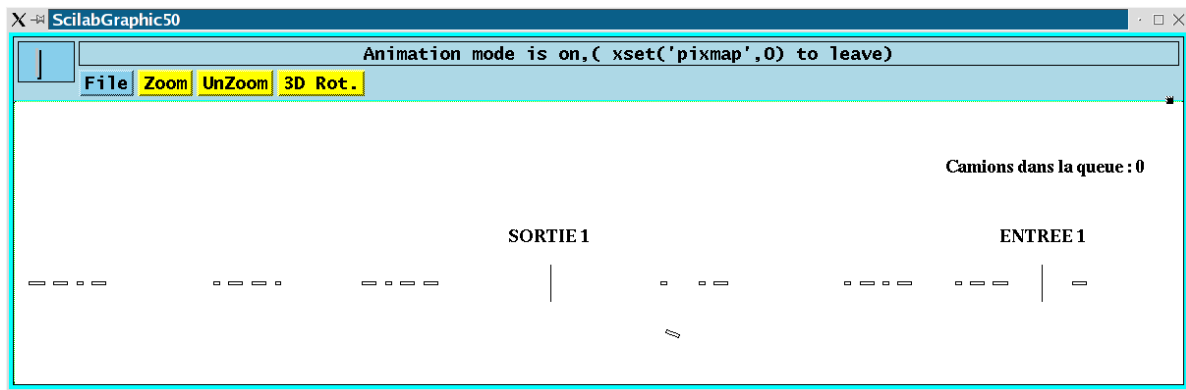 ScilabGraphic50
Animation mode is on,( xset('pixmap',0) to leave)
File Zoom UnZoom 3D Rot.
Camions dans la queue : 0
SORTIE 1 ENTREE 1